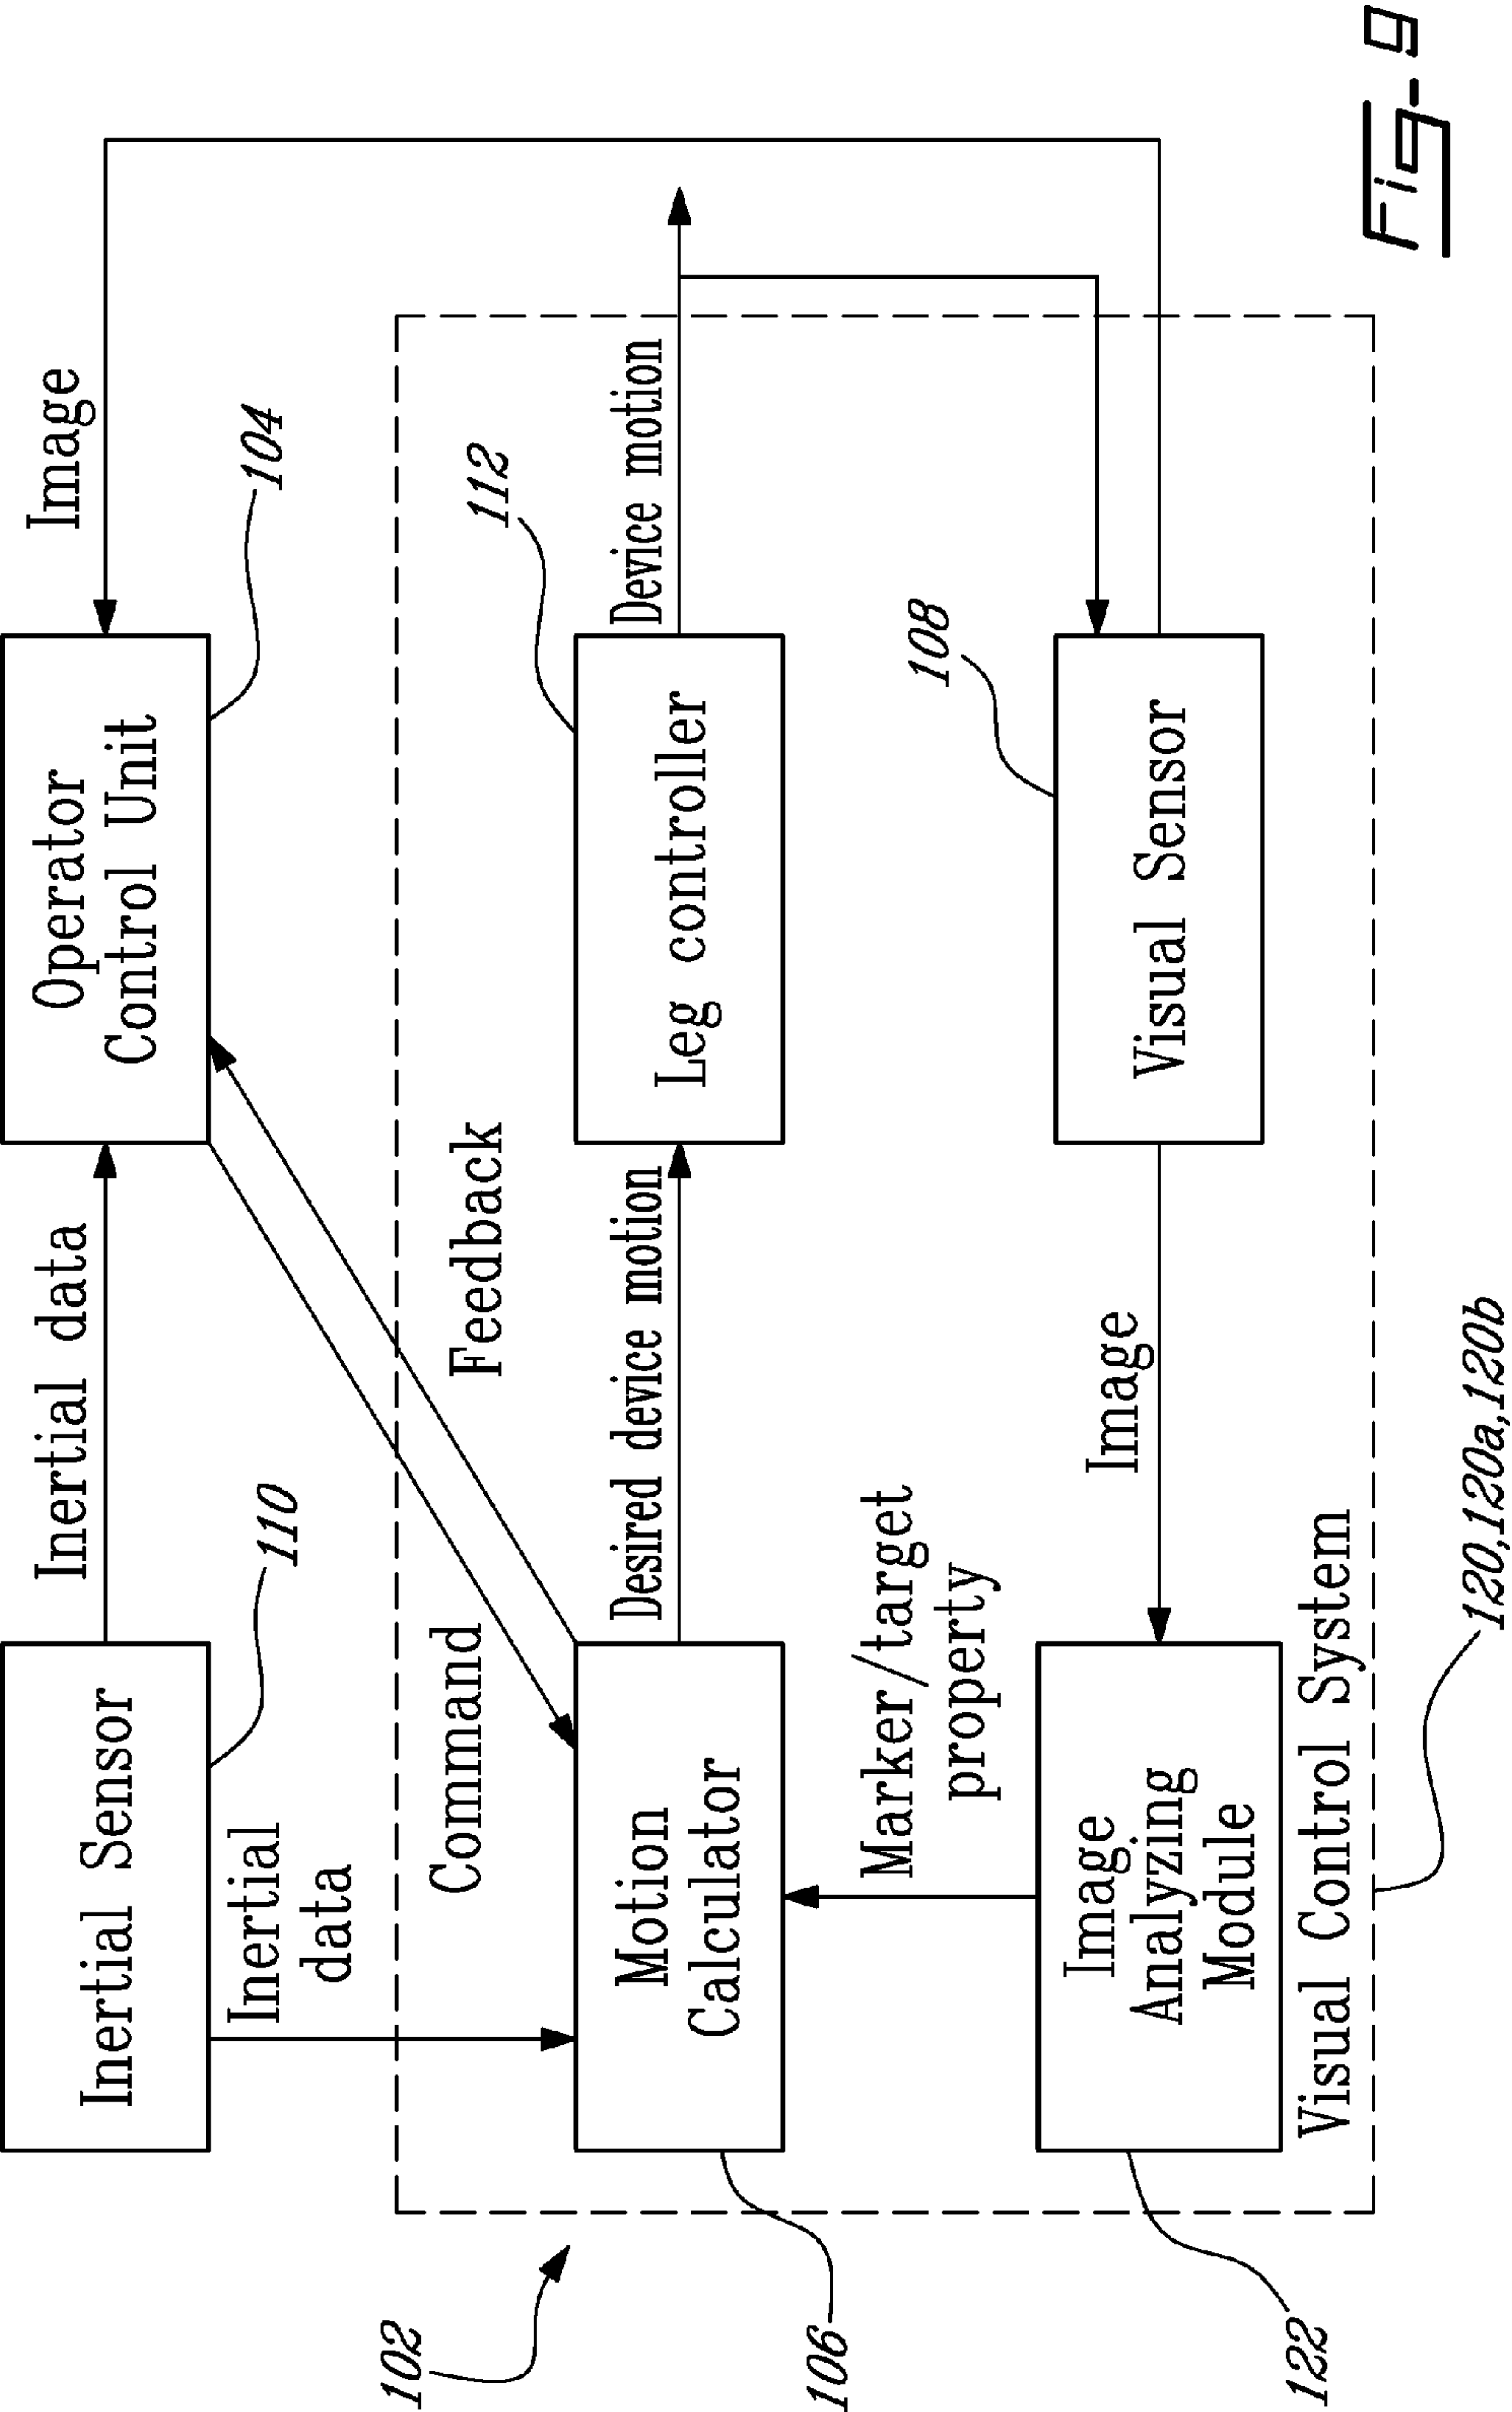 Inertial Sensor
110
Inertial data
Operator
Control Unit
104
Image
Inertial
data
Command
Feedback
102
Motion
Calculator
106
Desired device motion
Leg controller
112
Device motion
Marker/target
property
Image
Analyzing
Module
122
Image
Visual Sensor
108
Visual Control System
120,120a,120b
Fig-9